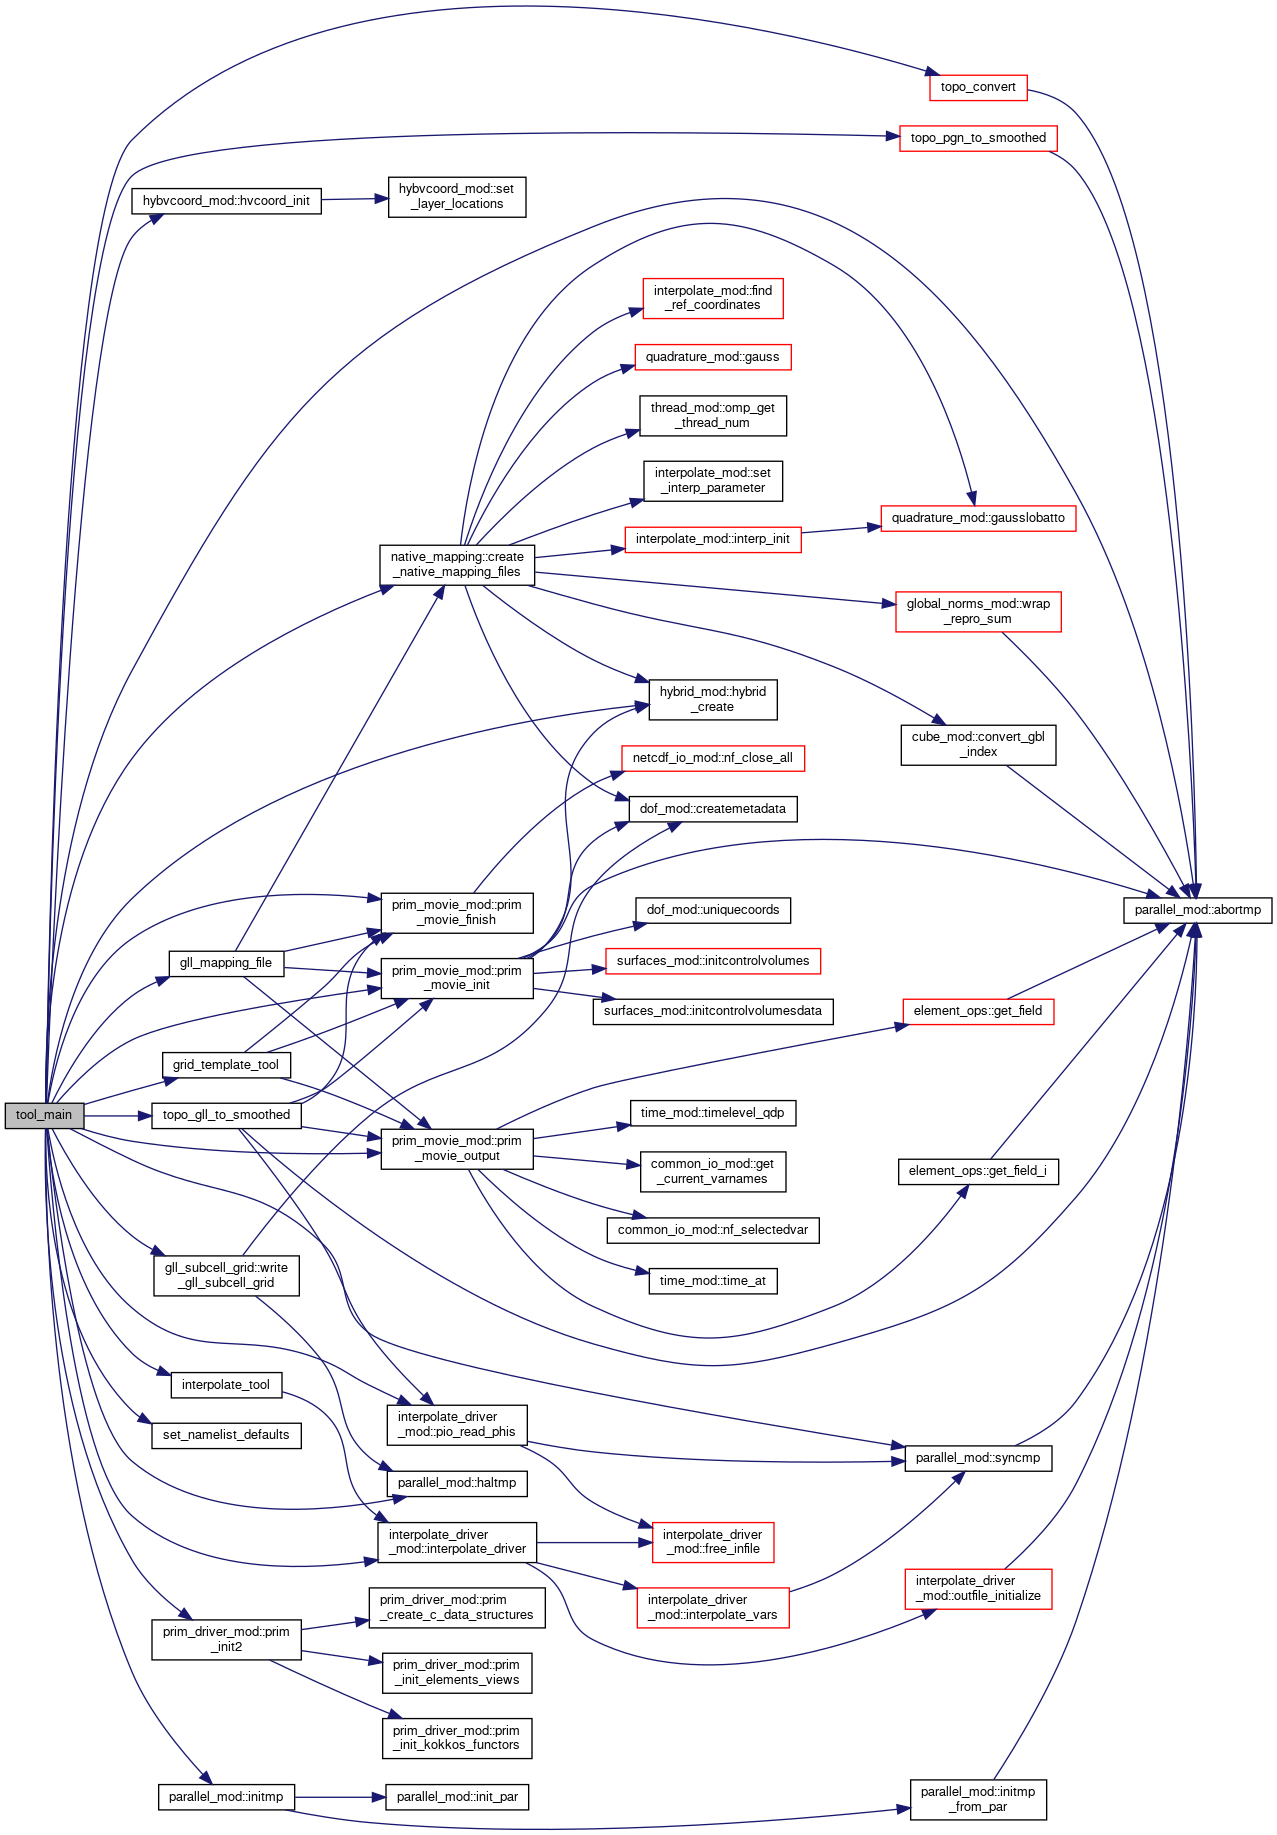 topo_convert
topo_pgn_to_smoothed
hybvcoord_mod::hvcoord_init
hybvcoord_mod::set
_layer_locations
interpolate_mod::find
_ref_coordinates
quadrature_mod::gauss
thread_mod::omp_get
_thread_num
interpolate_mod::set
_interp_parameter
quadrature_mod::gausslobatto
interpolate_mod::interp_init
native_mapping::create
_native_mapping_files
global_norms_mod::wrap
_repro_sum
hybrid_mod::hybrid
_create
cube_mod::convert_gbl
_index
netcdf_io_mod::nf_close_all
dof_mod::createmetadata
prim_movie_mod::prim
_movie_finish
dof_mod::uniquecoords
parallel_mod::abortmp
gll_mapping_file
prim_movie_mod::prim
_movie_init
surfaces_mod::initcontrolvolumes
surfaces_mod::initcontrolvolumesdata
element_ops::get_field
grid_template_tool
tool_main
topo_gll_to_smoothed
time_mod::timelevel_qdp
prim_movie_mod::prim
_movie_output
common_io_mod::get
_current_varnames
element_ops::get_field_i
common_io_mod::nf_selectedvar
gll_subcell_grid::write
_gll_subcell_grid
time_mod::time_at
interpolate_tool
interpolate_driver
_mod::pio_read_phis
set_namelist_defaults
parallel_mod::syncmp
parallel_mod::haltmp
interpolate_driver
_mod::interpolate_driver
interpolate_driver
_mod::free_infile
interpolate_driver
_mod::outfile_initialize
interpolate_driver
_mod::interpolate_vars
prim_driver_mod::prim
_create_c_data_structures
prim_driver_mod::prim
_init2
prim_driver_mod::prim
_init_elements_views
prim_driver_mod::prim
_init_kokkos_functors
parallel_mod::initmp
parallel_mod::init_par
parallel_mod::initmp
_from_par